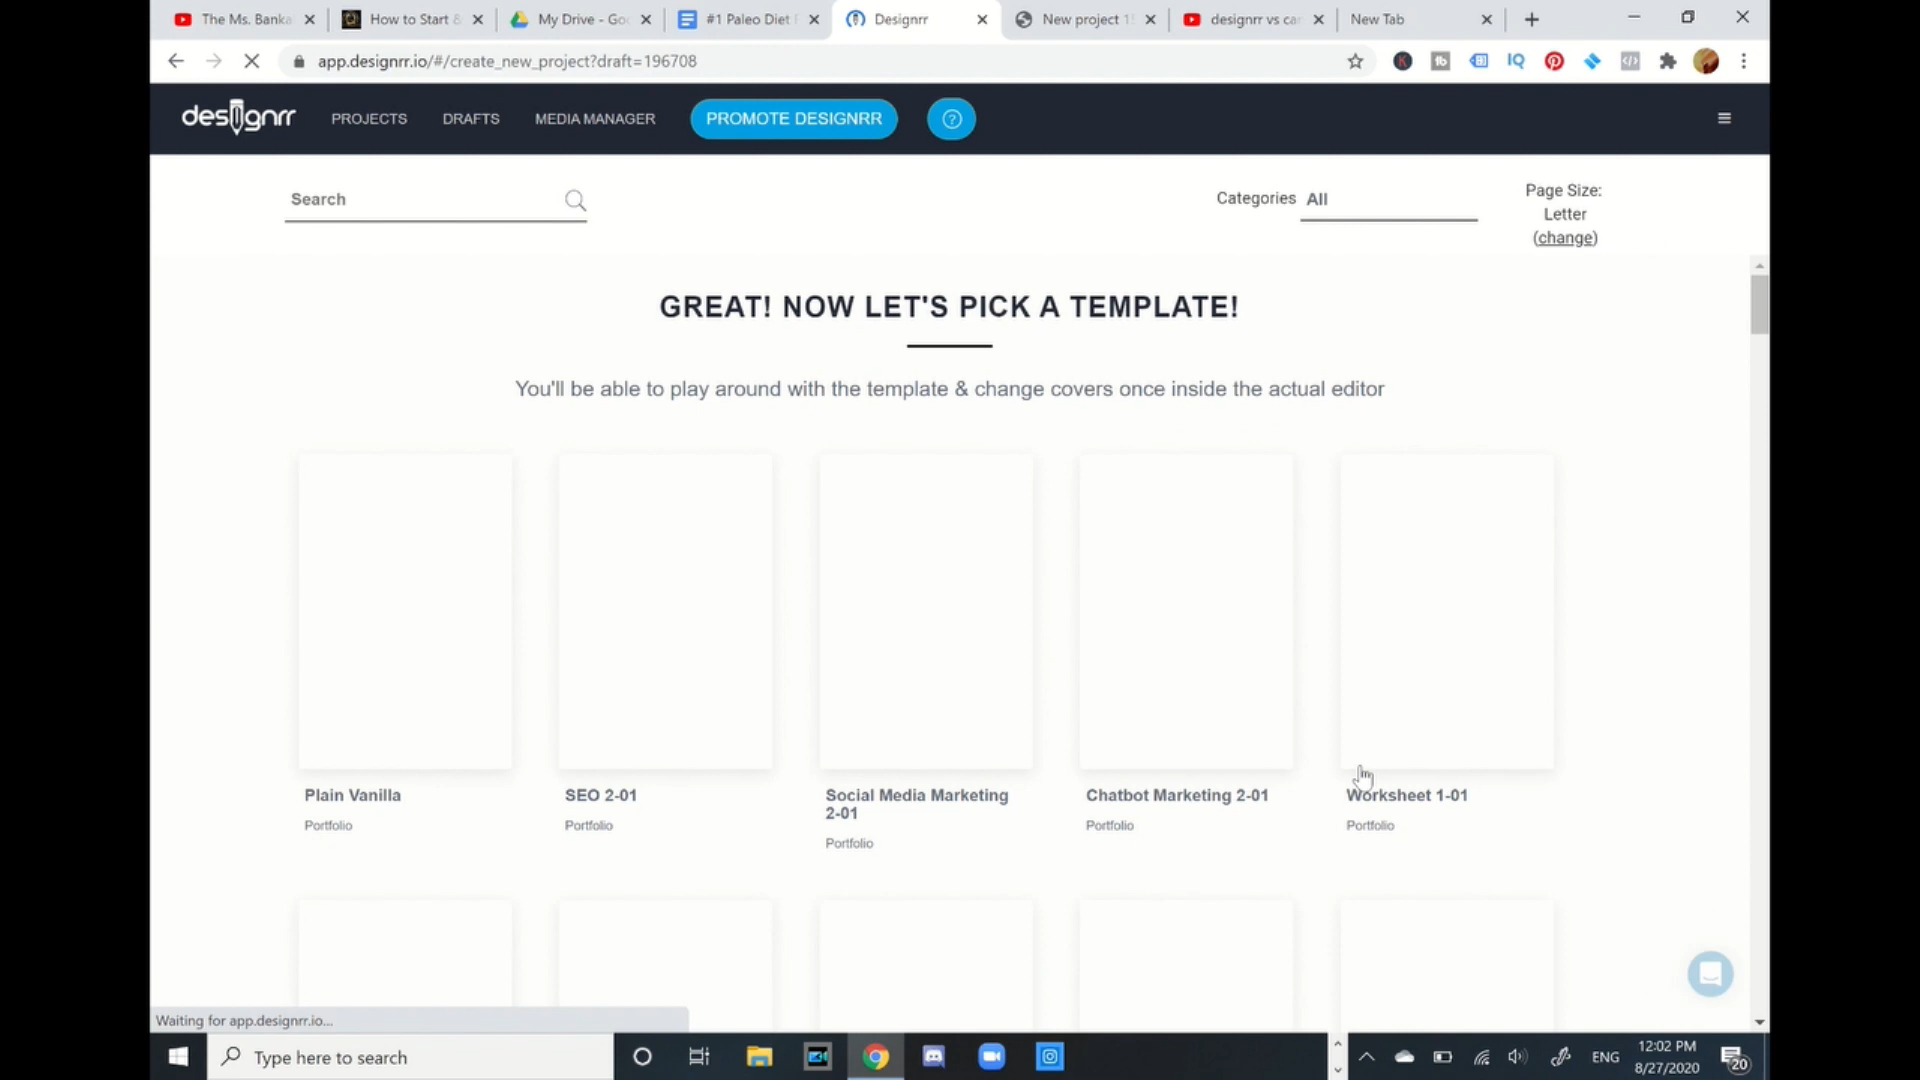 The Ms. Banka
How to Start &
My Drive - Goo
#1 Paleo Diet F
Designrr
New project 15
designrr vs can
New Tab
app.designrr.io/#/create_new_project?draft=196708
IQ
designrr
PROJECTS
DRAFTS
MEDIA MANAGER
PROMOTE DESIGNRR
?
Search
Categories
All
Page Size:
Letter
(change)
GREAT! NOW LET'S PICK A TEMPLATE!
You'll be able to play around with the template & change covers once inside the actual editor
Plain Vanilla
Portfolio
SEO 2-01
Portfolio
Social Media Marketing
2-01
Portfolio
Chatbot Marketing 2-01
Portfolio
Worksheet 1-01
Portfolio
Waiting for app.designrr.io...
Type here to search
ENG
12:02 PM
8/27/2020
20